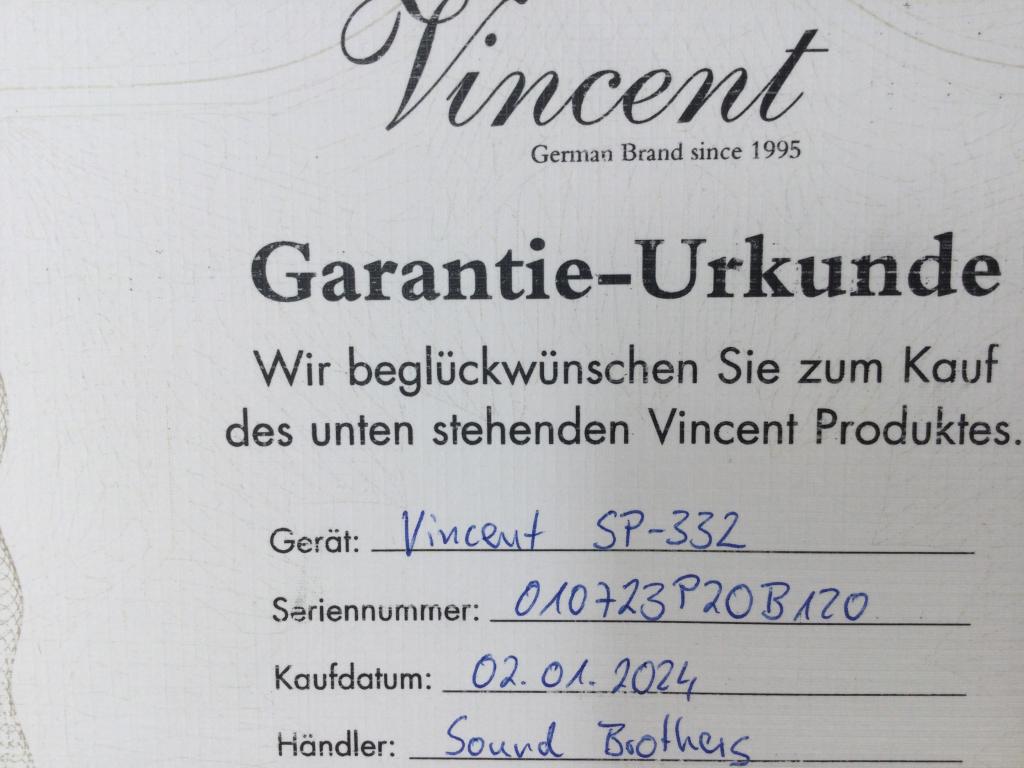 Vincent
German Brand since 1995
Garantie-Urkunde
Wir beglückwünschen Sie zum Kauf
des unten stehenden Vincent Produktes.
Gerät: Vincent SP-332
Seriennummer: 010723P20B120
Kaufdatum: 02.01.2024
Händler: Sound Brothers